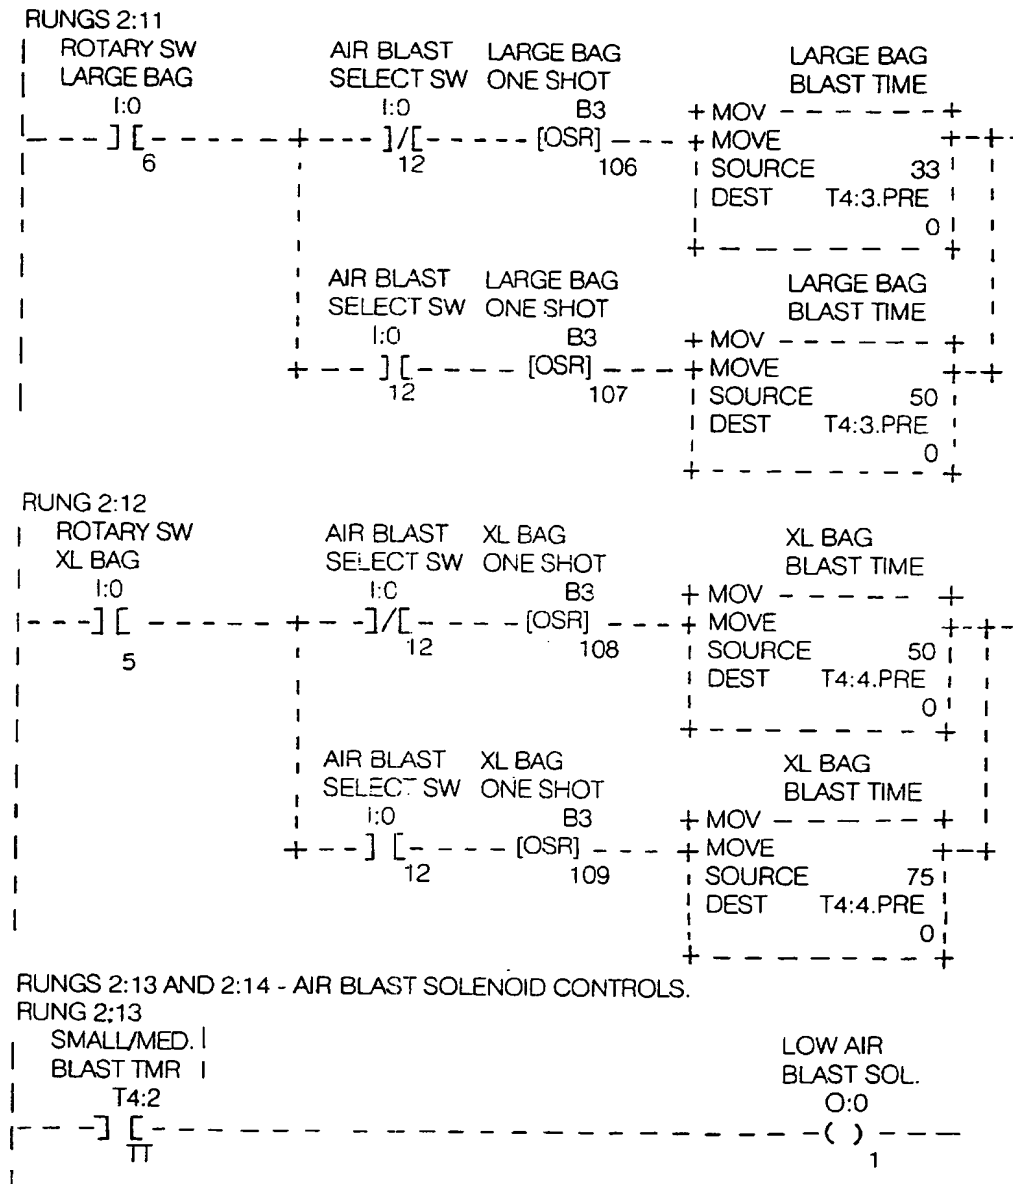 RUNGS 2:11
ROTARY SW AIR BLAST LARGE BAG LARGE BAG
LARGE BAG SELECT SW ONE SHOT BLAST TIME
I:0 I:0 B3 + MOV - - - - - - - +
|- - - ] [ - - - - - - + - - - ]/[ - - - - - [OSR] - - - + MOVE +-+-
6 12 106 | SOURCE 33 |
| DEST T4:3.PRE |
| 0 |
+ - - - - - - - +
AIR BLAST LARGE BAG LARGE BAG
SELECT SW ONE SHOT BLAST TIME
I:0 B3 + MOV - - - - - - - +
+ - - ] [ - - - - [OSR] - - - - + MOVE +-+
12 107 | SOURCE 50 |
| DEST T4:3.PRE |
0
+ - - - - - - - - +
RUNG 2:12
ROTARY SW AIR BLAST XL BAG XL BAG
XL BAG SELECT SW ONE SHOT BLAST TIME
I:0 I:0 B3 + MOV - - - - - +
|- - - ] [ - - - - - - + - - - ]/[ - - - - [OSR] - - - + MOVE +-+-
5 12 108 | SOURCE 50 |
| DEST T4:4.PRE |
| 0 |
+ - - - - - - - - +
AIR BLAST XL BAG XL BAG
SELECT SW ONE SHOT BLAST TIME
I:0 B3 + MOV - - - - - - +
+ - - ] [ - - - - [OSR] - - - + MOVE +-+
12 109 | SOURCE 75 |
| DEST T4:4.PRE |
0 |
+ - - - - - - - +
RUNGS 2:13 AND 2:14 - AIR BLAST SOLENOID CONTROLS.
RUNG 2:13
SMALL/MED. | LOW AIR
BLAST TMR | BLAST SOL.
T4:2 O:0
|- - - ] [ - - - - - - - - - - - - - - - - - - - -( ) - - -
TT 1